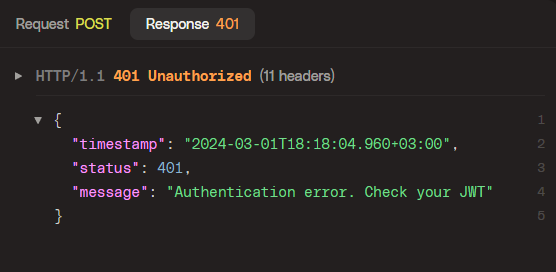 Request POST Response 401
HTTP/1.1 401 Unauthorized (11 headers)
{ 1
"timestamp": "2024-03-01T18:18:04.960+03:00", 2
"status": 401, 3
"message": "Authentication error. Check your JWT" 4
} 5